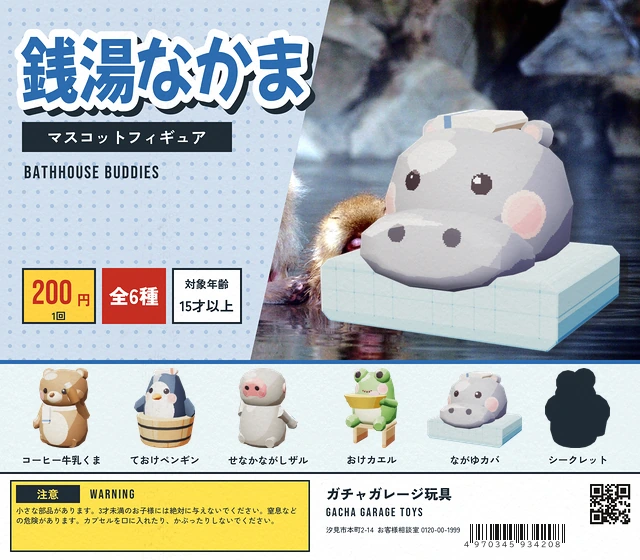 銭湯なかま
マスコットフィギュア
BATHHOUSE BUDDIES
200円
1回
全6種
対象年齢
15才以上
コーヒー牛乳くま
ておけペンギン
せなかながしザル
おけカエル
ながゆカバ
シークレット
注意 WARNING
小さな部品があります。3才未満のお子様には絶対に与えないでください。窒息など
の危険があります。カプセルを口に入れたり、かぶったりしないでください。
ガチャガレージ玩具
GACHA GARAGE TOYS
汐見市本町2-14 お客様相談室 0120-00-1999
4 970345 934208